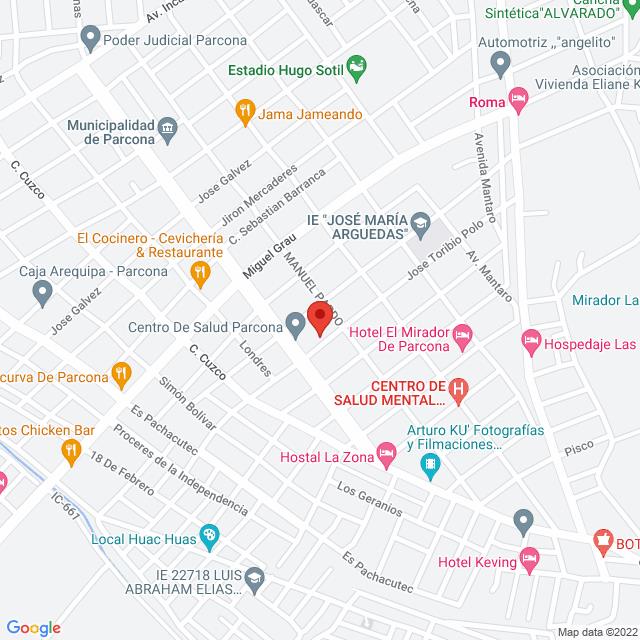 Cancha
Sintética"ALVARADO"
Av. Inca
Poder Judicial Parcona
Automotriz ,,"angelito"
Estadio Hugo Sotil
Asociación
Vivienda Eliane K
Roma
Jama Jameando
Municipalidad
de Parcona
Avenida Mantaro
C. Cuzco
Jose Galvez
Jiron Mercaderes
C. Sebastian Barranca
IE "JOSÉ MARÍA
ARGUEDAS"
Jose Toribio Polo
El Cocinero - Cevichería
& Restaurante
Miguel Grau
Av. Mantaro
Caja Arequipa - Parcona
MANUEL PARDO
Mirador La
Jose Galvez
Centro De Salud Parcona
Hotel El Mirador
De Parcona
Hospedaje Las
C. Cuzco
Londres
curva De Parcona
Simón Bolívar
CENTRO DE
SALUD MENTAL...
Es Pachacutec
tos Chicken Bar
Proceres de la Independencia
Arturo KU' Fotografías
y Filmaciones...
18 De Febrero
Hostal La Zona
Pisco
IC-667
Los Geranios
Local Huac Huas
BOT
IE 22718 LUIS
ABRAHAM ELIAS...
Es Pachacutec
Hotel Keving
Google
Map data ©2022